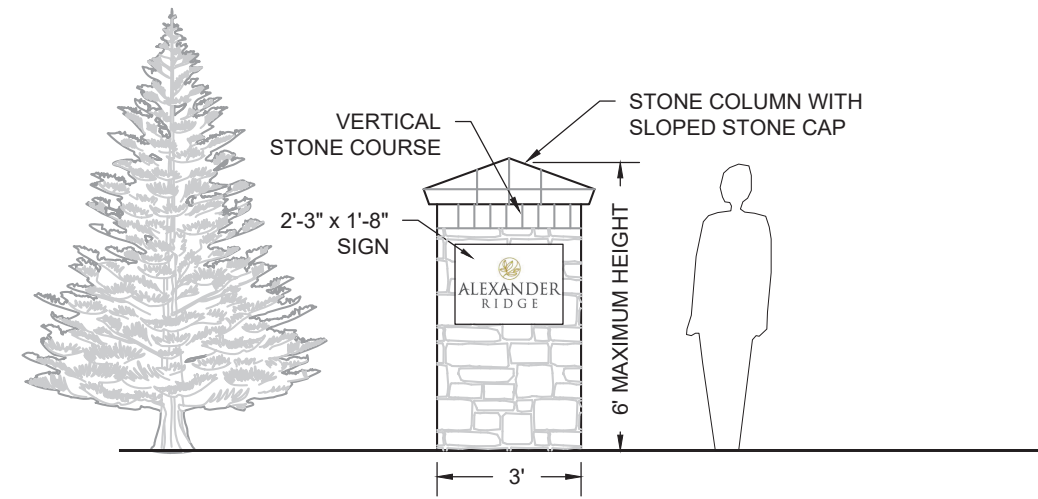 STONE COLUMN WITH
SLOPED STONE CAP
VERTICAL
STONE COURSE
2'-3" x 1'-8"
SIGN
ALEXANDER
RIDGE
6' MAXIMUM HEIGHT
3'